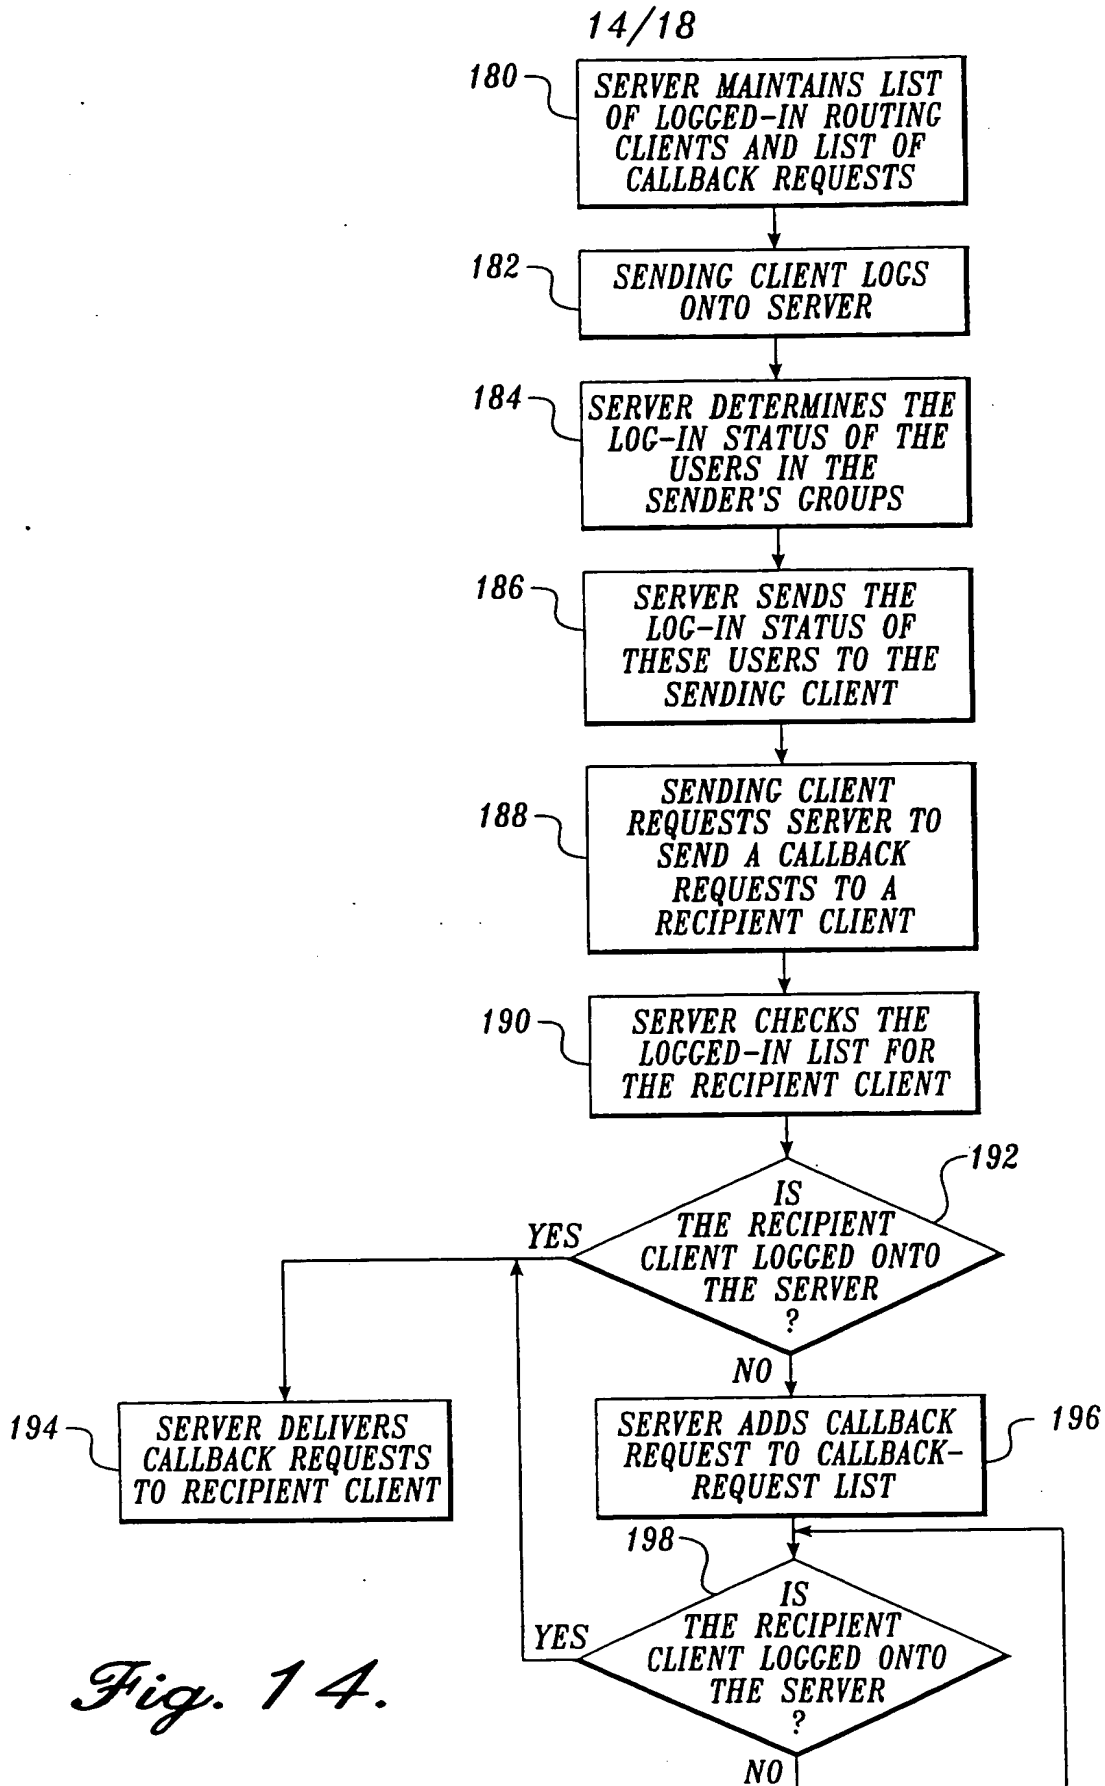 14/18
180
SERVER MAINTAINS LIST
OF LOGGED-IN ROUTING
CLIENTS AND LIST OF
CALLBACK REQUESTS
182
SENDING CLIENT LOGS
ONTO SERVER
184
SERVER DETERMINES THE
LOG-IN STATUS OF THE
USERS IN THE
SENDER'S GROUPS
186
SERVER SENDS THE
LOG-IN STATUS OF
THESE USERS TO THE
SENDING CLIENT
188
SENDING CLIENT
REQUESTS SERVER TO
SEND A CALLBACK
REQUESTS TO A
RECIPIENT CLIENT
190
SERVER CHECKS THE
LOGGED-IN LIST FOR
THE RECIPIENT CLIENT
192
IS
THE RECIPIENT
CLIENT LOGGED ONTO
THE SERVER
?
YES
NO
194
SERVER DELIVERS
CALLBACK REQUESTS
TO RECIPIENT CLIENT
196
SERVER ADDS CALLBACK
REQUEST TO CALLBACK-
REQUEST LIST
198
IS
THE RECIPIENT
CLIENT LOGGED ONTO
THE SERVER
?
YES
NO
Fig. 14.